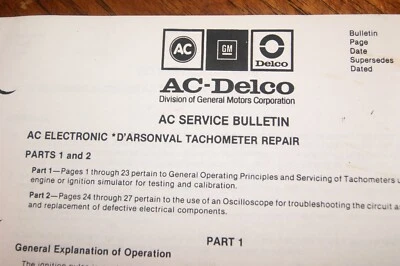 AC
GM
Delco
Bulletin
Page
Date
Supersedes
Dated
AC-Delco
Division of General Motors Corporation
AC SERVICE BULLETIN
AC ELECTRONIC *D'ARSONVAL TACHOMETER REPAIR
PARTS 1 and 2
Part 1—Pages 1 through 23 pertain to General Operating Principles and Servicing of Tachometers
engine or ignition simulator for testing and calibration.
Part 2—Pages 24 through 27 pertain to the use of an Oscilloscope for troubleshooting the circuit
and replacement of defective electrical components.
PART 1
General Explanation of Operation
The ignition